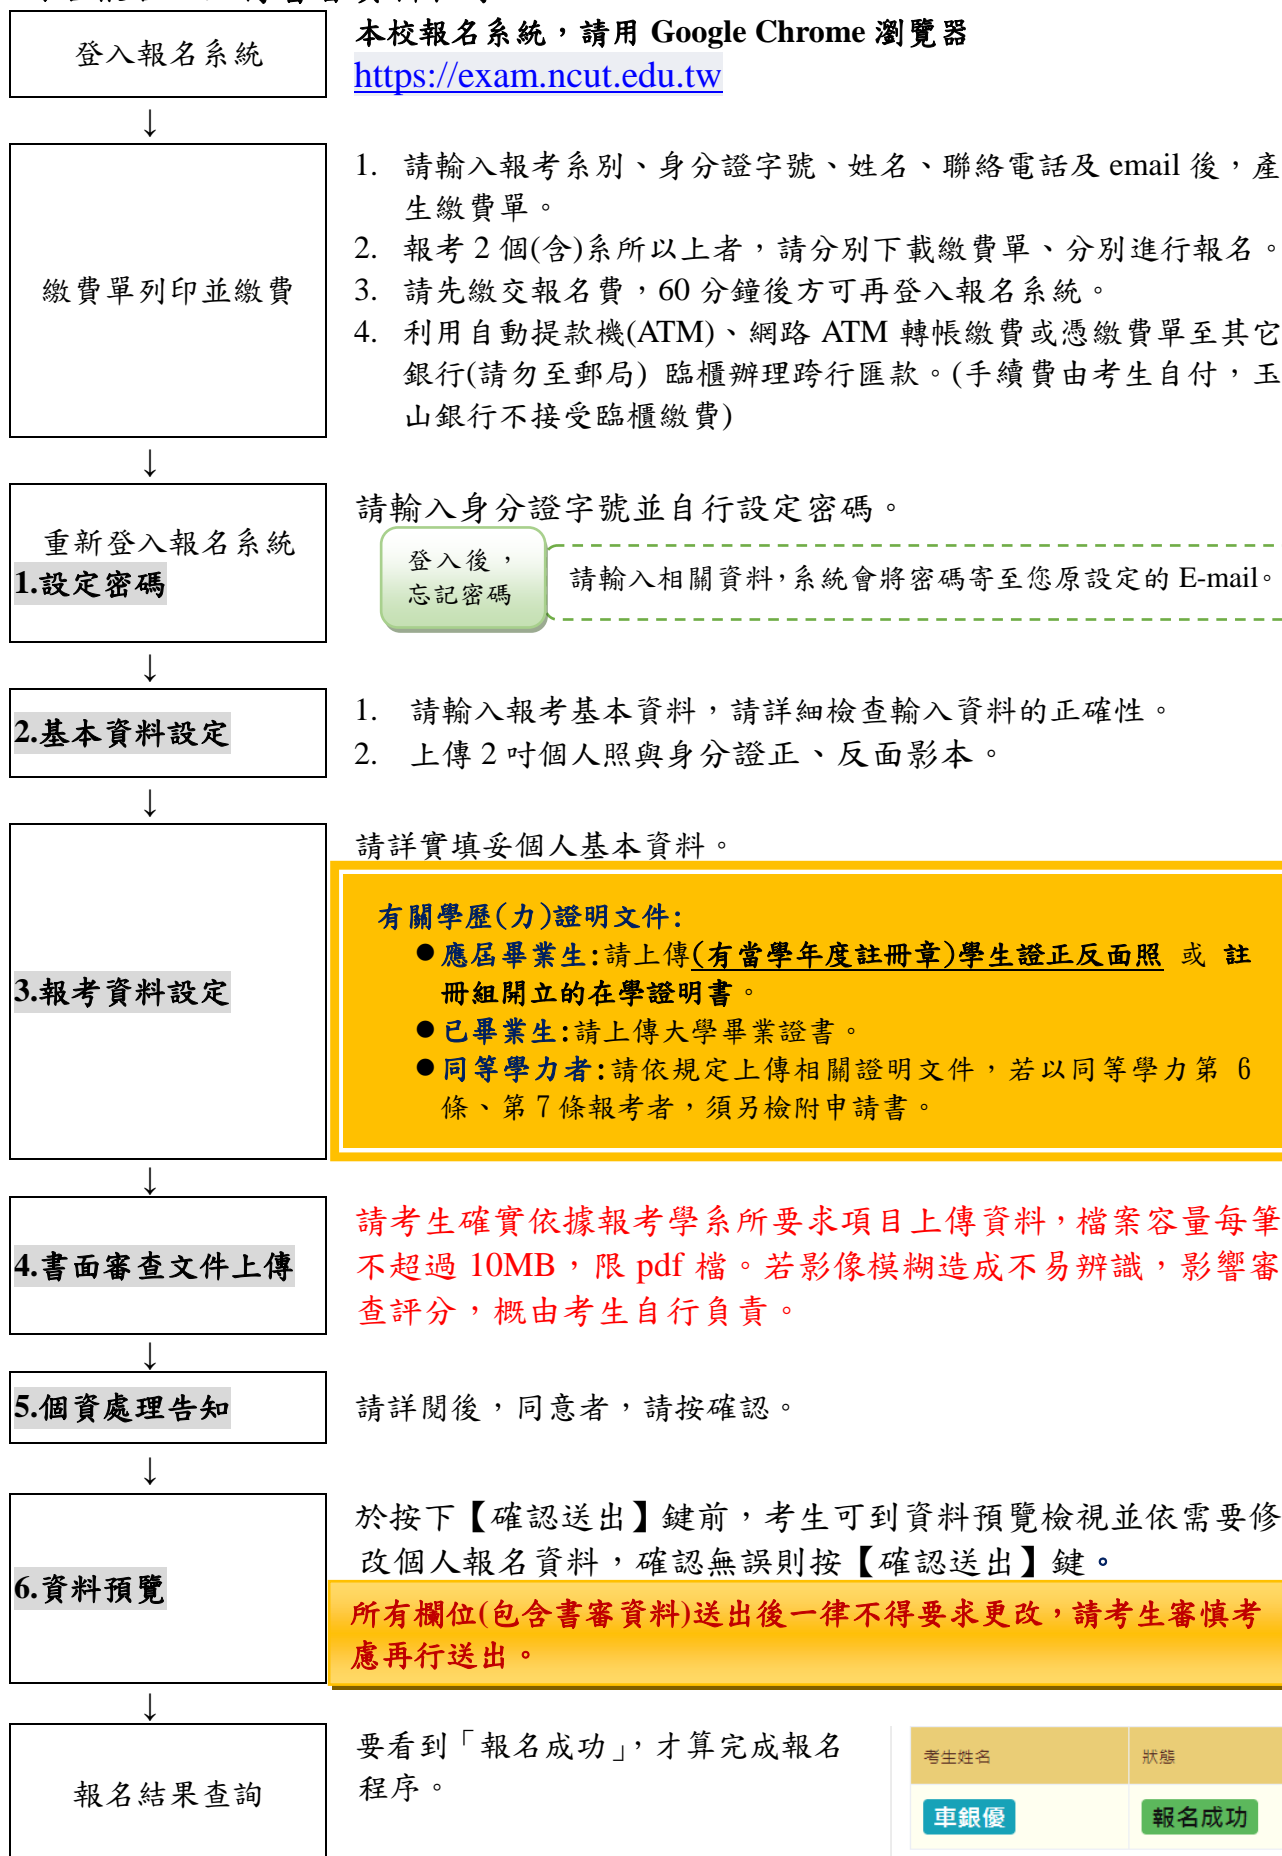 登入報名系統
本校報名系統，請用 Google Chrome 瀏覽器
https://exam.ncut.edu.tw
↓
繳費單列印並繳費
1. 請輸入報考系別、身分證字號、姓名、聯絡電話及 email 後，產
生繳費單。
2. 報考 2 個(含)系所以上者，請分別下載繳費單、分別進行報名。
3. 請先繳交報名費，60 分鐘後方可再登入報名系統。
4. 利用自動提款機(ATM)、網路 ATM 轉帳繳費或憑繳費單至其它
銀行(請勿至郵局) 臨櫃辦理跨行匯款。(手續費由考生自付，玉
山銀行不接受臨櫃繳費)
↓
重新登入報名系統
1.設定密碼
請輸入身分證字號並自行設定密碼。
登入後，
忘記密碼
請輸入相關資料，系統會將密碼寄至您原設定的 E-mail。
↓
2.基本資料設定
1. 請輸入報考基本資料，請詳細檢查輸入資料的正確性。
2. 上傳 2 吋個人照與身分證正、反面影本。
↓
3.報考資料設定
請詳實填妥個人基本資料。
有關學歷(力)證明文件:
●應屆畢業生:請上傳(有當學年度註冊章)學生證正反面照 或 註
冊組開立的在學證明書。
●已畢業生:請上傳大學畢業證書。
●同等學力者:請依規定上傳相關證明文件，若以同等學力第 6
條、第 7 條報考者，須另檢附申請書。
↓
4.書面審查文件上傳
請考生確實依據報考學系所要求項目上傳資料，檔案容量每筆
不超過 10MB，限 pdf 檔。若影像模糊造成不易辨識，影響審
查評分，概由考生自行負責。
↓
5.個資處理告知
請詳閱後，同意者，請按確認。
↓
6.資料預覽
於按下【確認送出】鍵前，考生可到資料預覽檢視並依需要修
改個人報名資料，確認無誤則按【確認送出】鍵。
所有欄位(包含書審資料)送出後一律不得要求更改，請考生審慎考
慮再行送出。
↓
報名結果查詢
要看到「報名成功」，才算完成報名
程序。
考生姓名 狀態
車銀優 報名成功